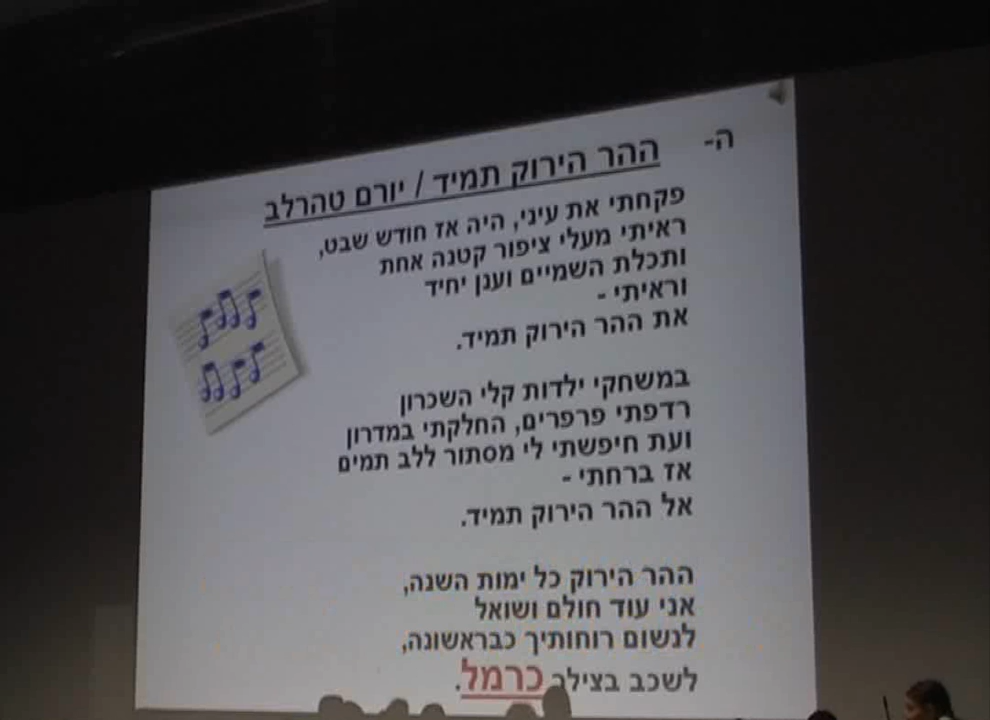 ה-
ההר הירוק תמיד / יורם טהרלב
פקחתי את עיני, היה אז חודש שבט,
ראיתי מעלי ציפור קטנה אחת
ותכלת השמיים וענן יחיד
וראיתי -
את ההר הירוק תמיד.
במשחקי ילדות קלי השכרון
רדפתי פרפרים, החלקתי במדרון
ועת חיפשתי לי מסתור ללב תמים
אז ברחתי -
אל ההר הירוק תמיד.
ההר הירוק כל ימות השנה,
אני עוד חולם ושואל
לנשום רוחותיך כבראשונה,
לשכב בצילך כרמל.